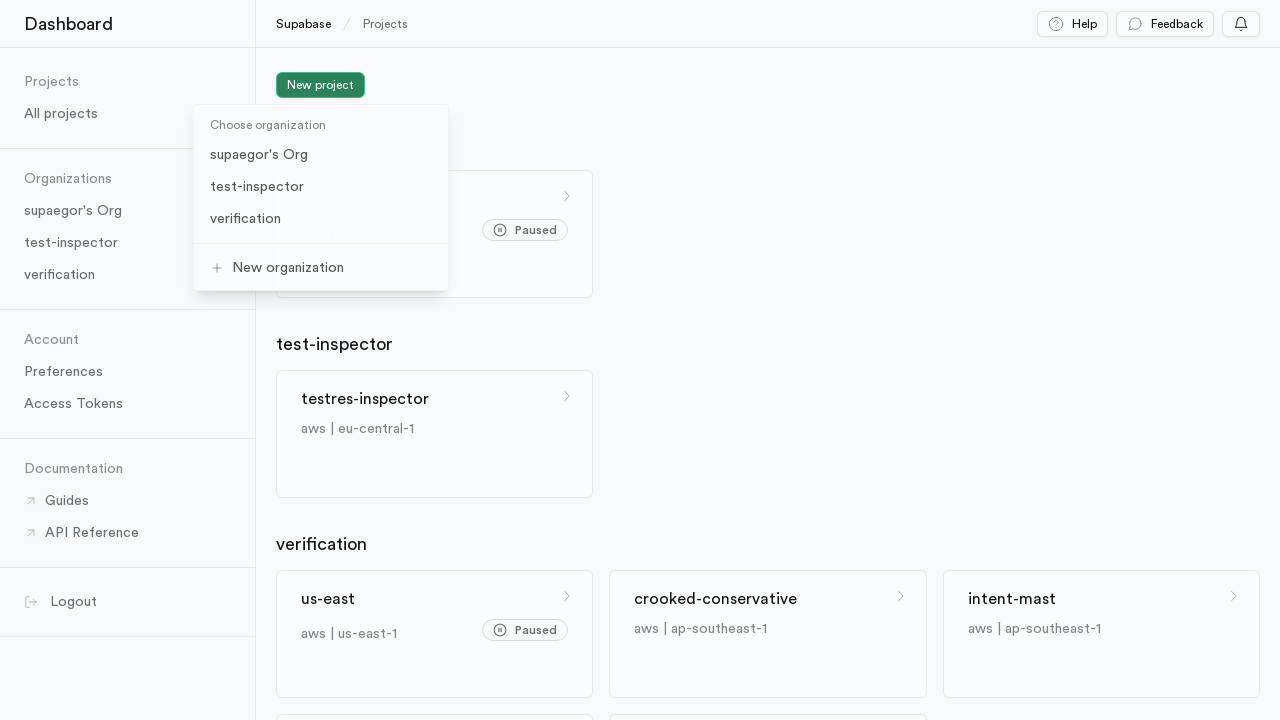 Dashboard
Supabase
Projects
Help
Feedback
Projects
All projects
Organizations
supaegor's Org
test-inspector
verification
Account
Preferences
Access Tokens
Documentation
Guides
API Reference
Logout
New project
Choose organization
supaegor's Org
test-inspector
verification
New organization
Paused
test-inspector
testres-inspector
aws | eu-central-1
verification
us-east
aws | us-east-1
Paused
crooked-conservative
aws | ap-southeast-1
intent-mast
aws | ap-southeast-1